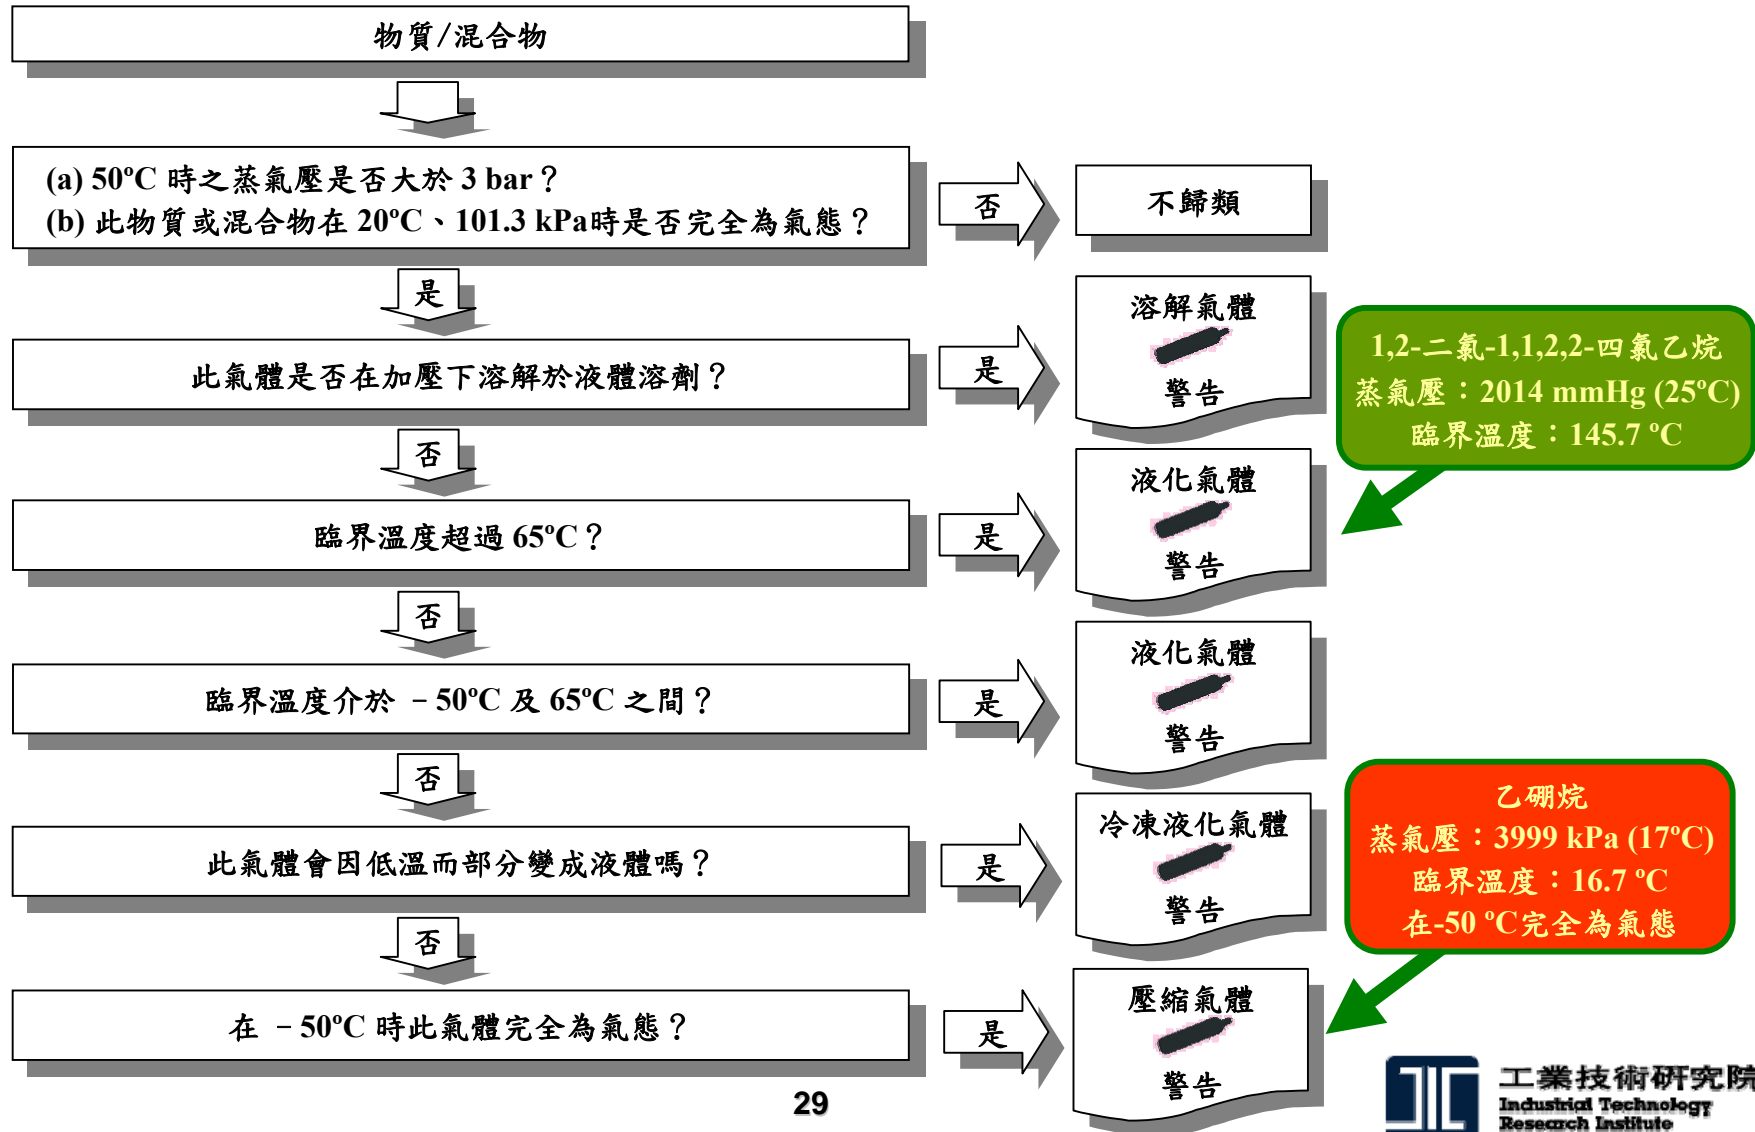 物質/混合物
(a) 50ºC 時之蒸氣壓是否大於 3 bar？
(b) 此物質或混合物在 20ºC、101.3 kPa時是否完全為氣態？
否
不歸類
是
此氣體是否在加壓下溶解於液體溶劑？
是
溶解氣體
警告
1,2-二氯-1,1,2,2-四氯乙烷
蒸氣壓：2014 mmHg (25ºC)
臨界溫度：145.7 ºC
否
臨界溫度超過 65ºC？
是
液化氣體
警告
否
臨界溫度介於 －50ºC 及 65ºC 之間？
是
液化氣體
警告
否
此氣體會因低溫而部分變成液體嗎？
是
冷凍液化氣體
警告
乙硼烷
蒸氣壓：3999 kPa (17ºC)
臨界溫度：16.7 ºC
在-50 ºC完全為氣態
否
在 －50ºC 時此氣體完全為氣態？
是
壓縮氣體
警告
29
工業技術研究院
Industrial Technology
Research Institute